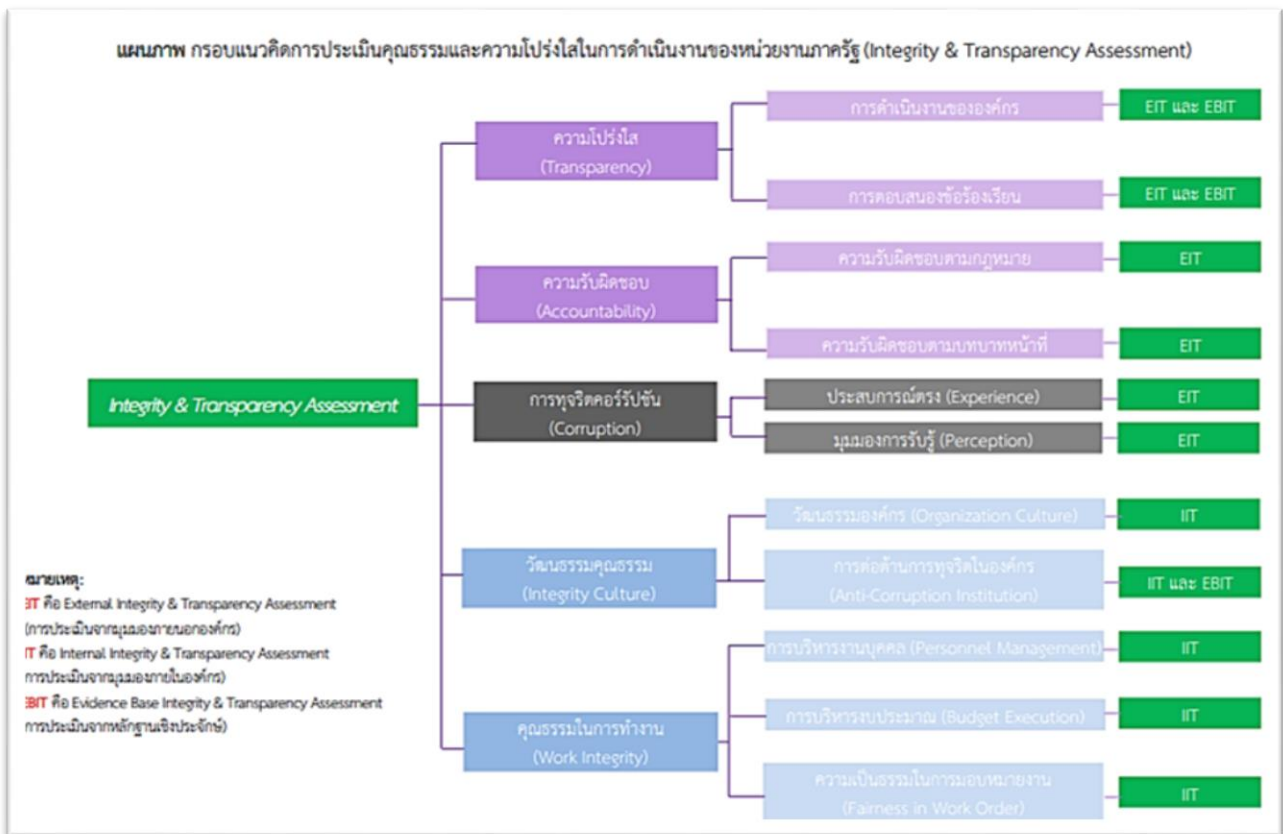 แผนภาพ กรอบแนวคิดการประเมินคุณธรรมและความโปร่งใสในการดำเนินงานของหน่วยงานภาครัฐ (Integrity & Transparency Assessment)
Integrity & Transparency Assessment
ความโปร่งใส
(Transparency)
การดำเนินงานขององค์กร
EIT และ EBIT
การตอบสนองข้อร้องเรียน
EIT และ EBIT
ความรับผิดชอบ
(Accountability)
ความรับผิดชอบตามกฎหมาย
EIT
ความรับผิดชอบตามบทบาทหน้าที่
EIT
การทุจริตคอร์รัปชัน
(Corruption)
ประสบการณ์ตรง (Experience)
EIT
มุมมองการรับรู้ (Perception)
EIT
วัฒนธรรมคุณธรรม
(Integrity Culture)
วัฒนธรรมองค์กร (Organization Culture)
IIT
การต่อต้านการทุจริตในองค์กร
(Anti-Corruption Institution)
IIT และ EBIT
คุณธรรมในการทำงาน
(Work Integrity)
การบริหารงานบุคคล (Personnel Management)
IIT
การบริหารงบประมาณ (Budget Execution)
IIT
ความเป็นธรรมในการมอบหมายงาน
(Fairness in Work Order)
IIT
หมายเหตุ:
EIT คือ External Integrity & Transparency Assessment
(การประเมินจากมุมมองภายนอกองค์กร)
IT คือ Internal Integrity & Transparency Assessment
การประเมินจากมุมมองภายในองค์กร)
EBIT คือ Evidence Base Integrity & Transparency Assessment
การประเมินจากหลักฐานเชิงประจักษ์)